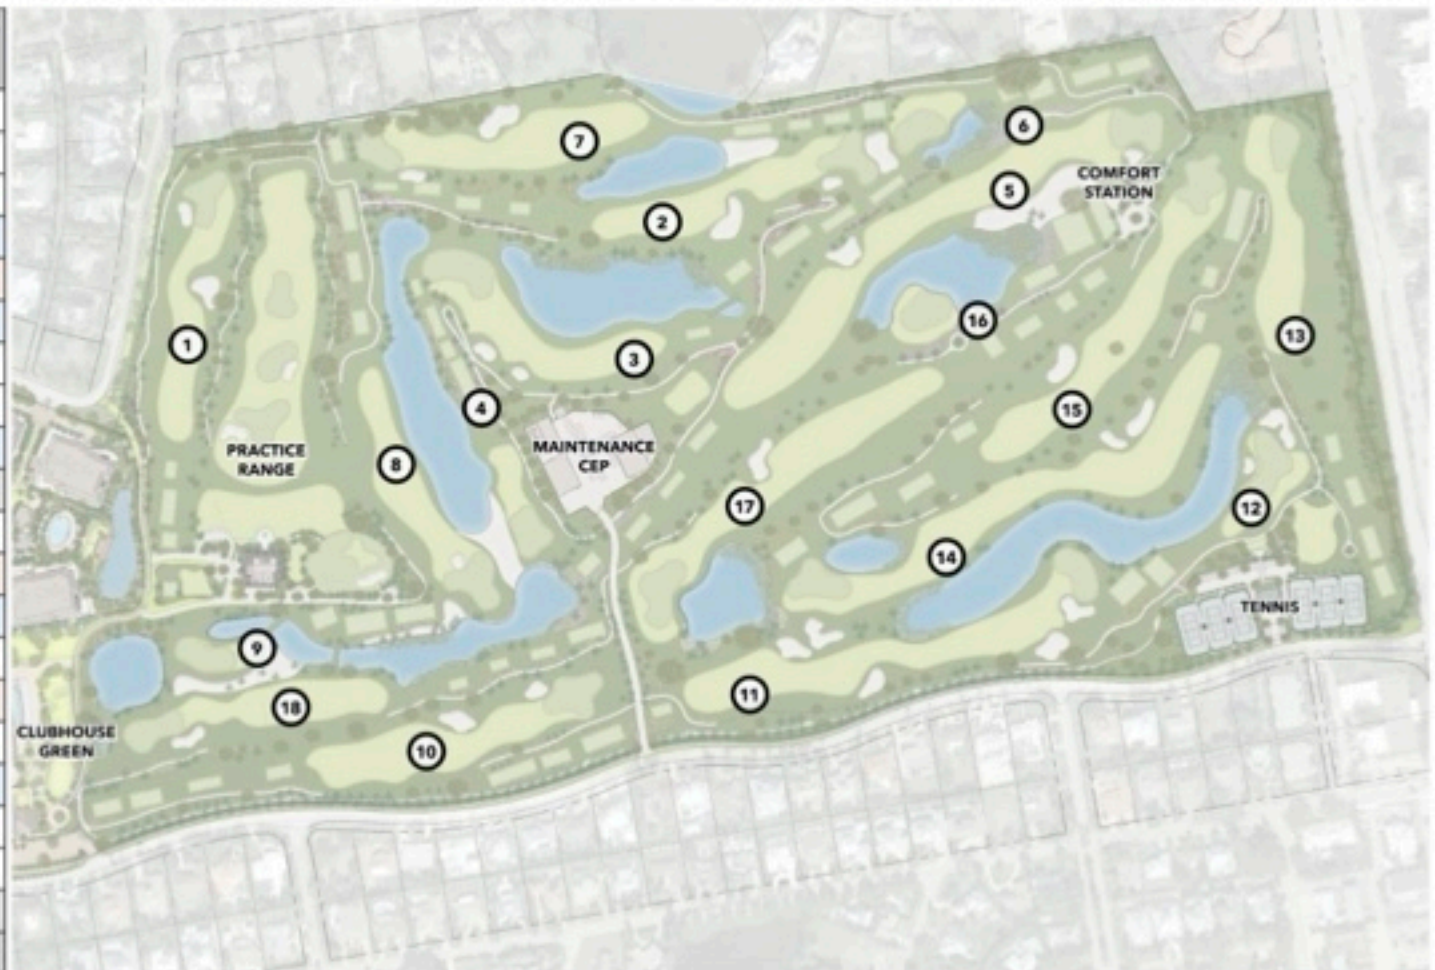 6
7
COMFORT
STATION
5
2
16
13
1
3
4
15
MAINTENANCE
CEP
PRACTICE
RANGE
8
17
12
14
TENNIS
9
11
18
CLUBHOUSE
GREEN
10